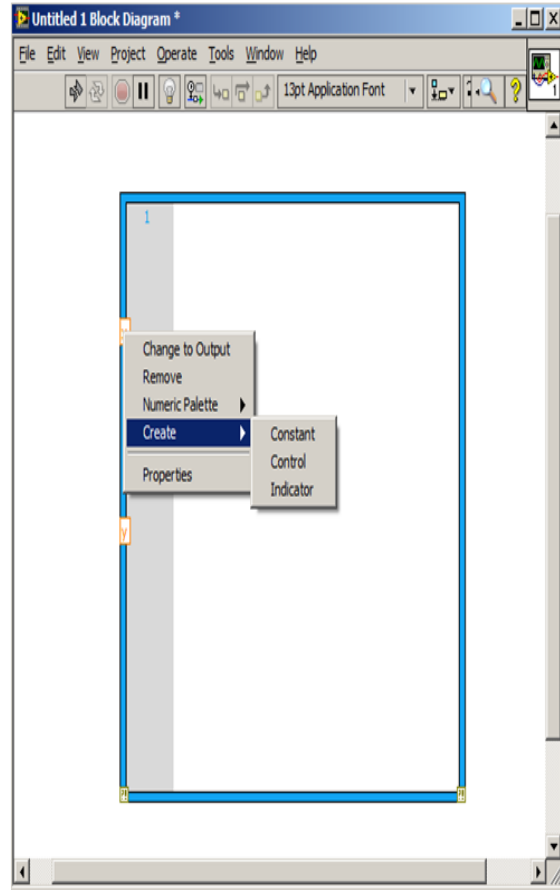 Untitled 1 Block Diagram *
File Edit View Project Operate Tools Window Help
13pt Application Font
1
1
Change to Output
Remove
Numeric Palette
Create
Constant
Control
Indicator
Properties
y